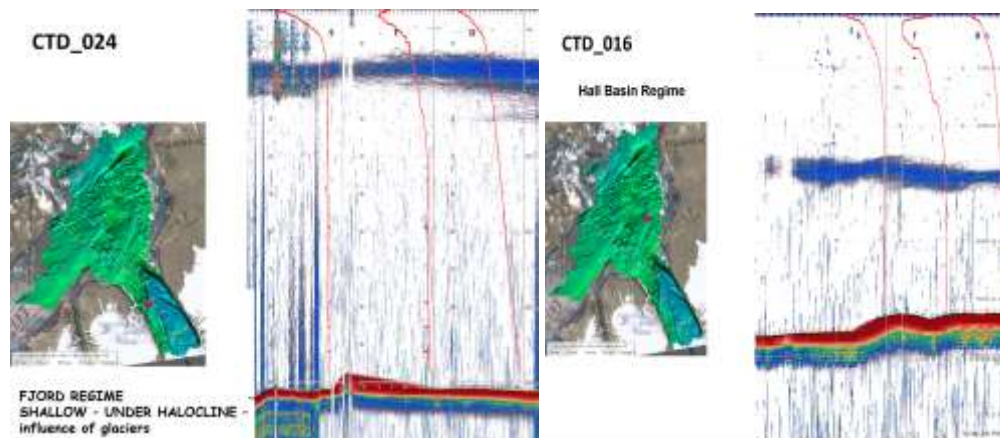 CTD_024
FJORD REGIME
SHALLOW - UNDER HALOCLINE -
influence of glaciers
CTD_016
Hall Basin Regime